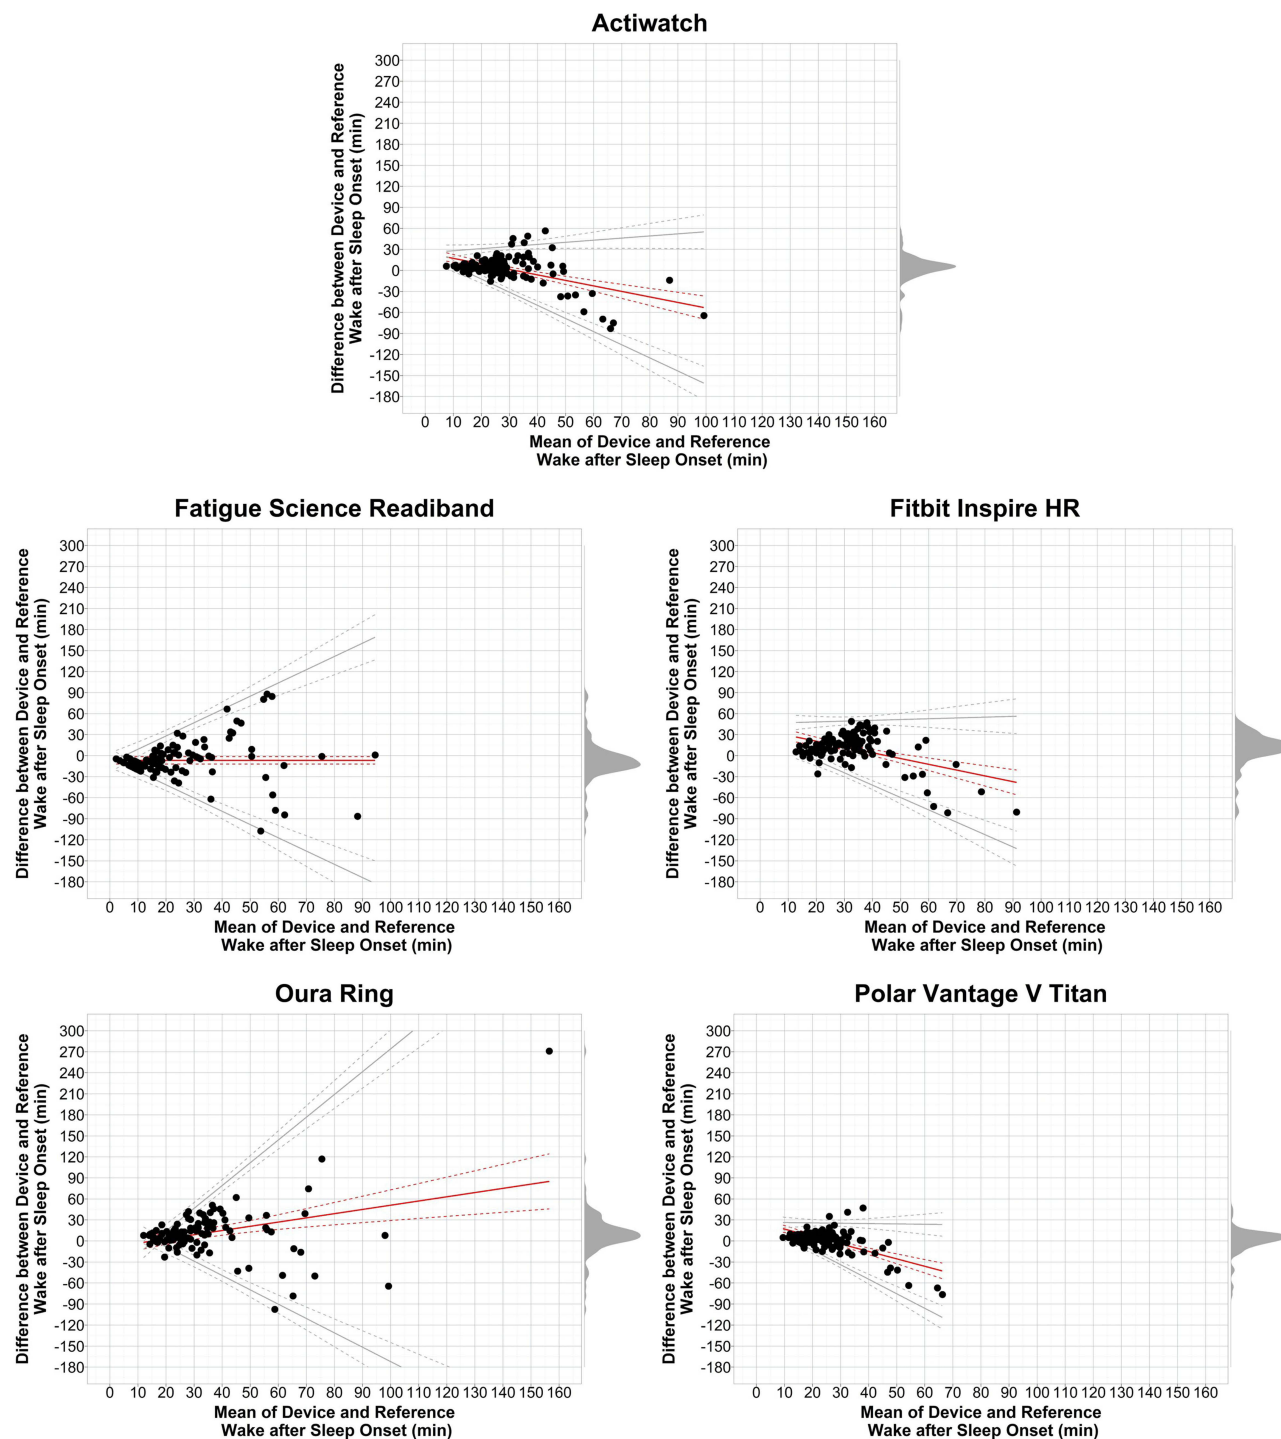 Actiwatch
Difference between Device and Reference
Wake after Sleep Onset (min)
300
270
240
210
180
150
120
90
60
30
0
-30
-60
-90
-120
-150
-180
0 10 20 30 40 50 60 70 80 90 100 110 120 130 140 150 160
Mean of Device and Reference
Wake after Sleep Onset (min)
Fatigue Science Readiband
Difference between Device and Reference
Wake after Sleep Onset (min)
300
270
240
210
180
150
120
90
60
30
0
-30
-60
-90
-120
-150
-180
0 10 20 30 40 50 60 70 80 90 100 110 120 130 140 150 160
Mean of Device and Reference
Wake after Sleep Onset (min)
Fitbit Inspire HR
Difference between Device and Reference
Wake after Sleep Onset (min)
300
270
240
210
180
150
120
90
60
30
0
-30
-60
-90
-120
-150
-180
0 10 20 30 40 50 60 70 80 90 100 110 120 130 140 150 160
Mean of Device and Reference
Wake after Sleep Onset (min)
Oura Ring
Difference between Device and Reference
Wake after Sleep Onset (min)
300
270
240
210
180
150
120
90
60
30
0
-30
-60
-90
-120
-150
-180
0 10 20 30 40 50 60 70 80 90 100 110 120 130 140 150 160
Mean of Device and Reference
Wake after Sleep Onset (min)
Polar Vantage V Titan
Difference between Device and Reference
Wake after Sleep Onset (min)
300
270
240
210
180
150
120
90
60
30
0
-30
-60
-90
-120
-150
-180
0 10 20 30 40 50 60 70 80 90 100 110 120 130 140 150 160
Mean of Device and Reference
Wake after Sleep Onset (min)